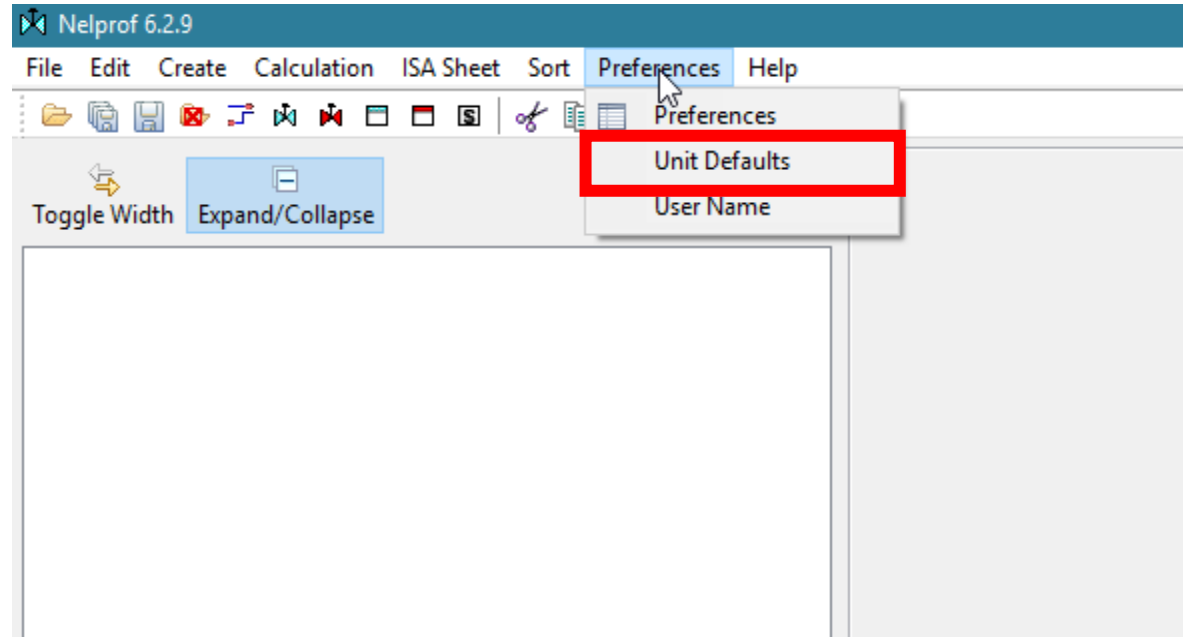 Nelprof 6.2.9
File Edit Create Calculation ISA Sheet Sort Preferences Help
S
Preferences
Unit Defaults
User Name
Toggle Width Expand/Collapse